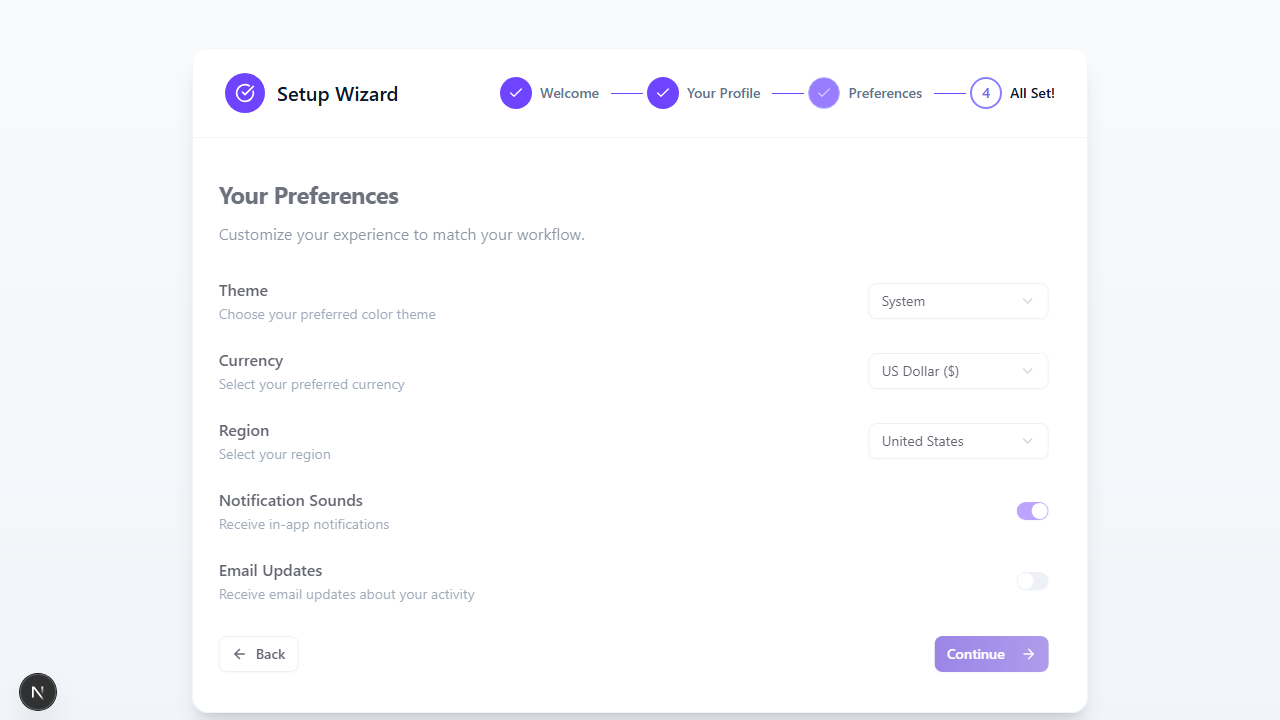 Setup Wizard
Welcome
Your Profile
Preferences
4
All Set!
Your Preferences
Customize your experience to match your workflow.
Theme
Choose your preferred color theme
System
Currency
Select your preferred currency
US Dollar ($)
Region
Select your region
United States
Notification Sounds
Receive in-app notifications
Email Updates
Receive email updates about your activity
Back
Continue
N